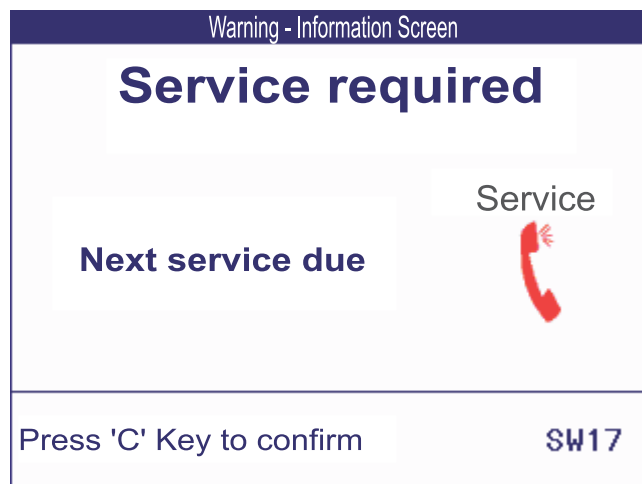 Warning - Information Screen
Service required
Service
Next service due
Press 'C' Key to confirm
SW17